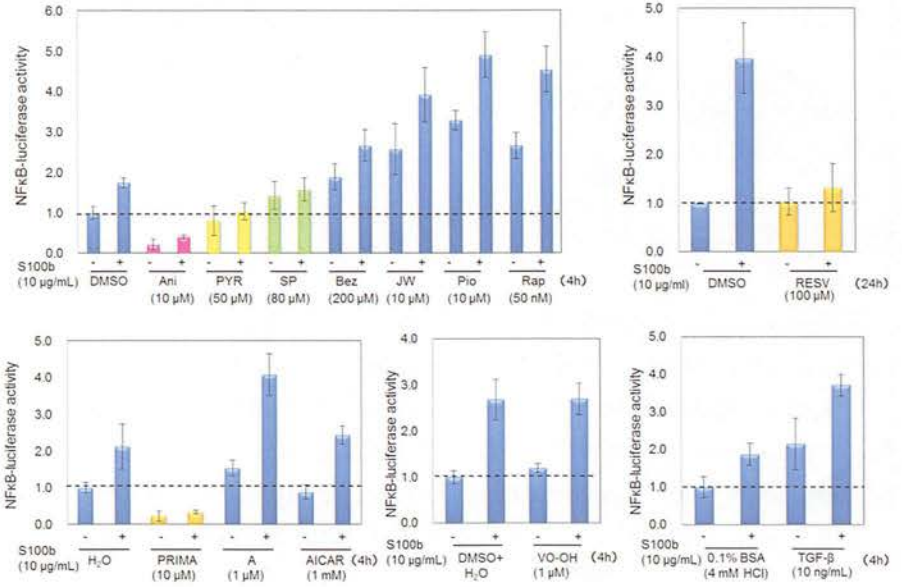 NFκB-luciferase activity
6.0
5.0
4.0
3.0
2.0
1.0
0.0
S100b
(10 µg/mL)
- + - + - + - + - + - + - + - +
DMSO Ani PYR SP Bez JW Pio Rap (4h)
(10 µM) (50 µM) (80 µM) (200 µM) (10 µM) (10 µM) (50 nM)
NFκB-luciferase activity
5.0
4.0
3.0
2.0
1.0
0.0
S100b
(10 µg/ml)
- + - +
DMSO RESV (24h)
(100 µM)
NFκB-luciferase activity
5.0
4.0
3.0
2.0
1.0
0.0
S100b
(10 µg/mL)
- + - + - + - +
H₂O PRIMA A AICAR (4h)
(10 µM) (1 µM) (1 mM)
NFκB-luciferase activity
4.0
3.0
2.0
1.0
0.0
S100b
(10 µg/mL)
- + - +
DMSO+ VO-OH (4h)
H₂O (1 µM)
NFκB-luciferase activity
5.0
4.0
3.0
2.0
1.0
0.0
S100b
(10 µg/mL)
- + - +
0.1% BSA TGF-β (4h)
(4 mM HCl) (10 ng/mL)